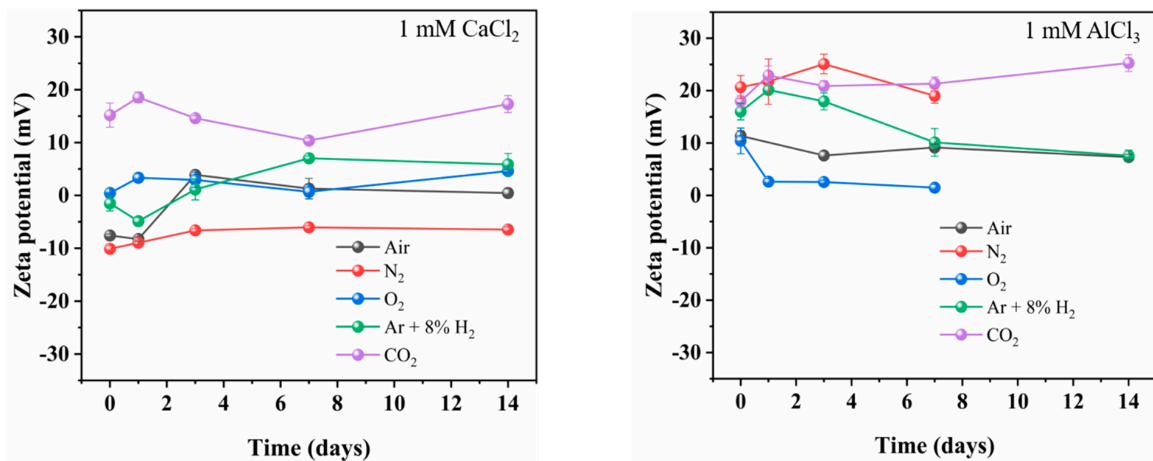 1 mM CaCl₂
Zeta potential (mV)
30
20
10
0
-10
-20
-30
Air
N₂
O₂
Ar + 8% H₂
CO₂
0 2 4 6 8 10 12 14
Time (days)
1 mM AlCl₃
Zeta potential (mV)
30
20
10
0
-10
-20
-30
Air
N₂
O₂
Ar + 8% H₂
CO₂
0 2 4 6 8 10 12 14
Time (days)